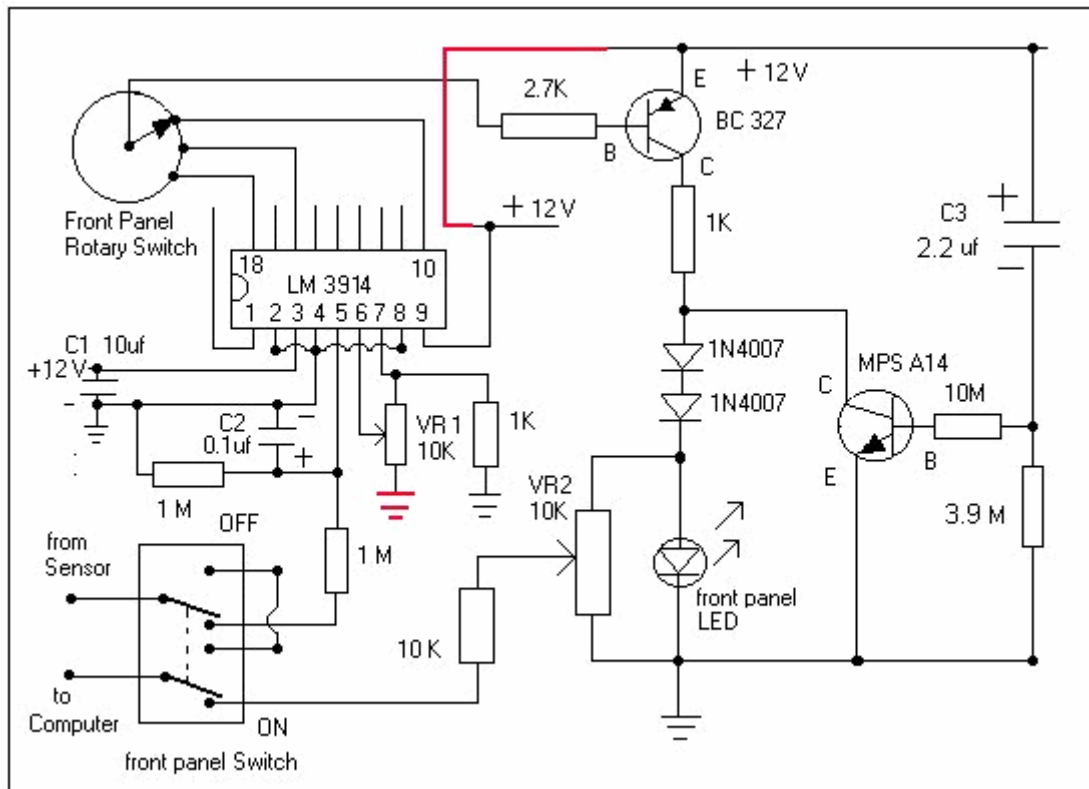 2.7K
E
+ 12 V
BC 327
B
C
Front Panel
Rotary Switch
+ 12 V
1K
C3
2.2 uf
+
–
18
10
LM 3914
1 2 3 4 5 6 7 8 9
C1 10uf
+12 V
-
1N4007
1N4007
MPS A14
C
10M
B
E
C2
0.1uf
–
+
VR 1
10K
1K
1 M
VR2
10K
3.9 M
OFF
from
Sensor
1 M
front panel
LED
10 K
to
Computer
ON
front panel Switch